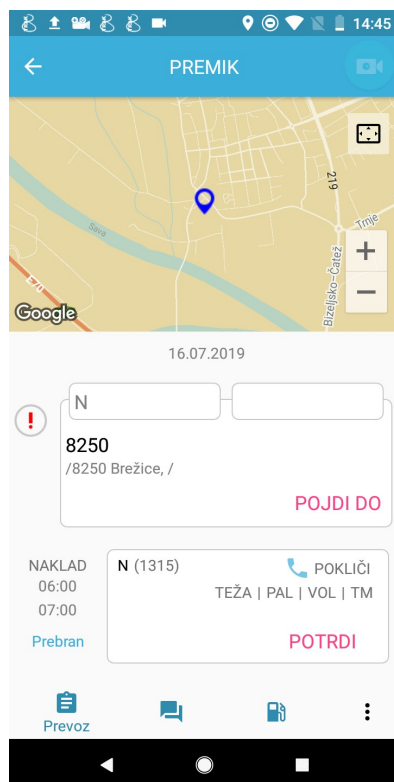 14:45
PREMIK
219
Trnje
Sava
E70
Bizeljsko-Čatež
+
−
Google
16.07.2019
!
N
8250
/8250 Brežice, /
POJDI DO
NAKLAD
06:00
07:00
Prebran
N (1315)
POKLIČI
TEŽA | PAL | VOL | TM
POTRDI
Prevoz